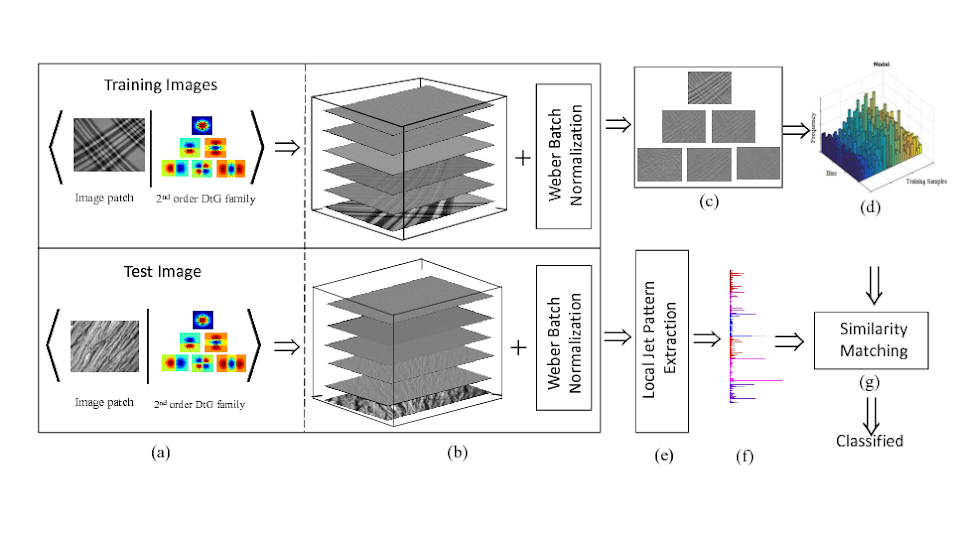 Training Images
Image patch
2nd order DtG family
Weber Batch
Normalization
(c)
Model
Frequency
Bins
Training Samples
(d)
Test Image
Image patch
2nd order DtG family
Weber Batch
Normalization
Local Jet Pattern
Extraction
Similarity
Matching
(g)
Classified
(a)
(b)
(e)
(f)